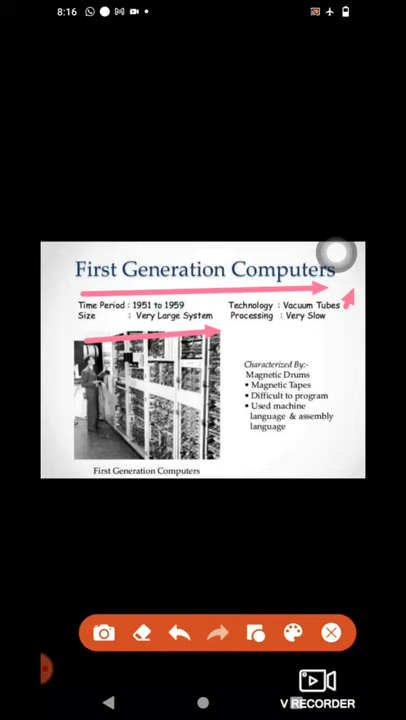 8:16
First Generation Computers
Time Period : 1951 to 1959
Technology : Vacuum Tubes
Size : Very Large System
Processing : Very Slow
Characterized By:-
Magnetic Drums
• Magnetic Tapes
• Difficult to program
• Used machine
language & assembly
language
First Generation Computers
V RECORDER